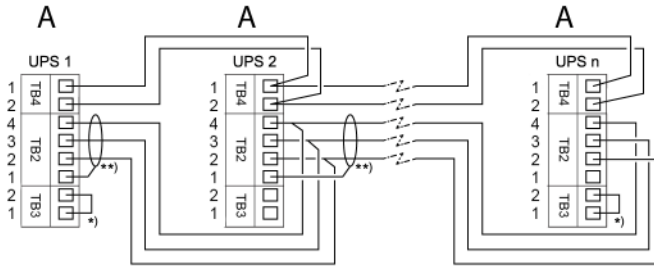 A A A
UPS 1 UPS 2 UPS n
1 TB4 1 TB4 1 TB4
2 2 2
4 TB2 4 TB2 4 TB2
3 3 3
2 2 2
1 **) 1 **) 1
2 TB3 2 TB3 2 TB3
1 *) 1 1 *)